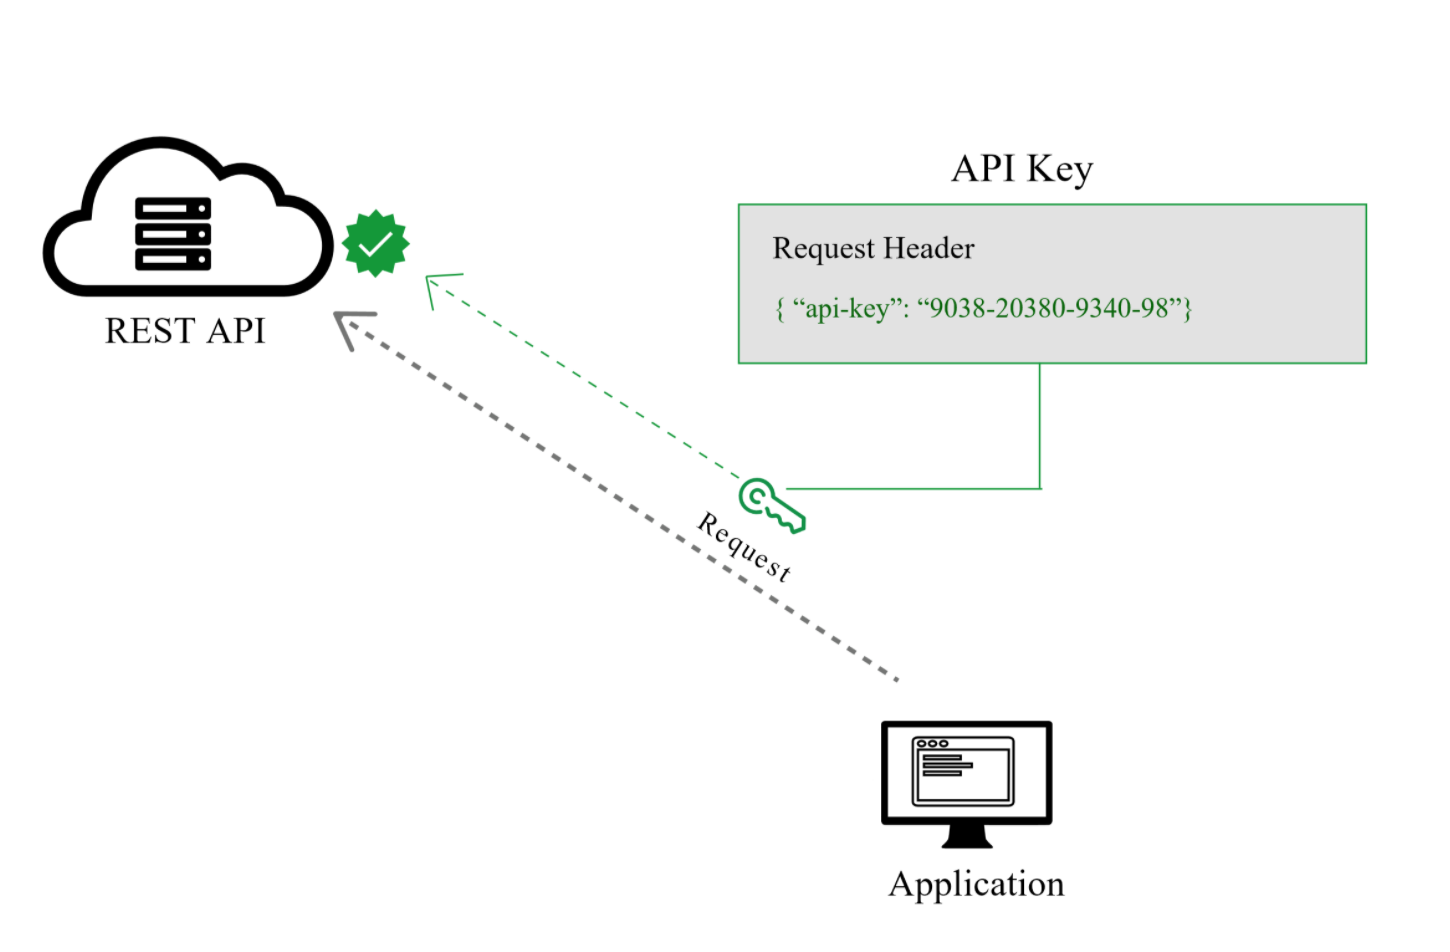 API Key
Request Header
{ “api-key”: “9038-20380-9340-98”}
REST API
Request
Application